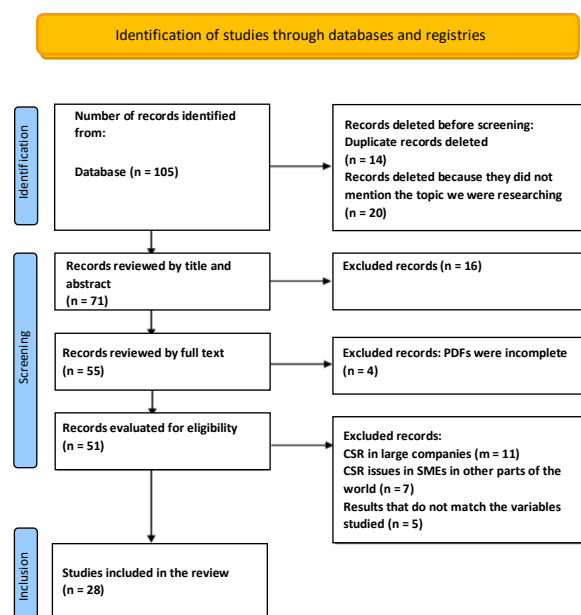 Identification of studies through databases and registries
Identification
Number of records identified
from:
Database (n = 105)
Records deleted before screening:
Duplicate records deleted
(n = 14)
Records deleted because they did not
mention the topic we were researching
(n = 20)
Screening
Records reviewed by title and
abstract
(n = 71)
Excluded records (n = 16)
Records reviewed by full text
(n = 55)
Excluded records: PDFs were incomplete
(n = 4)
Records evaluated for eligibility
(n = 51)
Excluded records:
CSR in large companies (m = 11)
CSR issues in SMEs in other parts of the
world (n = 7)
Results that do not match the variables
studied (n = 5)
Inclusion
Studies included in the review
(n = 28)